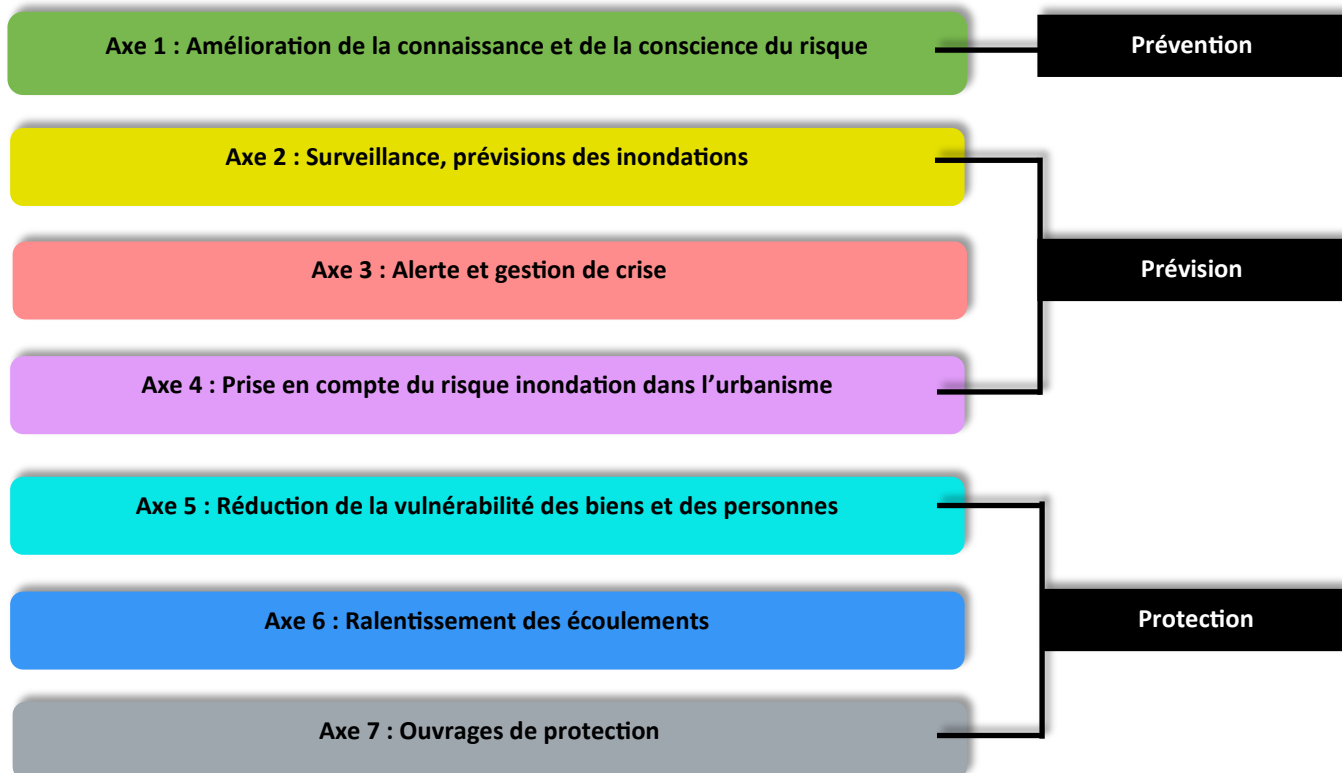 Axe 1 : Amélioration de la connaissance et de la conscience du risque
Prévention
Axe 2 : Surveillance, prévisions des inondations
Axe 3 : Alerte et gestion de crise
Prévision
Axe 4 : Prise en compte du risque inondation dans l’urbanisme
Axe 5 : Réduction de la vulnérabilité des biens et des personnes
Axe 6 : Ralentissement des écoulements
Protection
Axe 7 : Ouvrages de protection